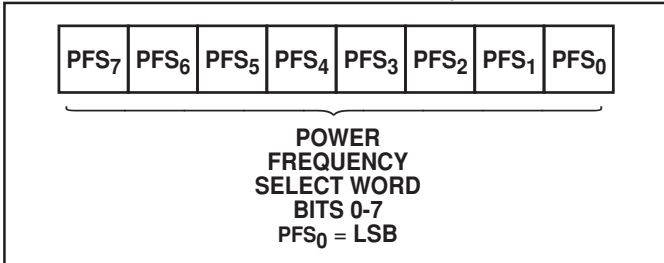 PFS7 PFS6 PFS5 PFS4 PFS3 PFS2 PFS1 PFS0
POWER
FREQUENCY
SELECT WORD
BITS 0-7
PFS0 = LSB